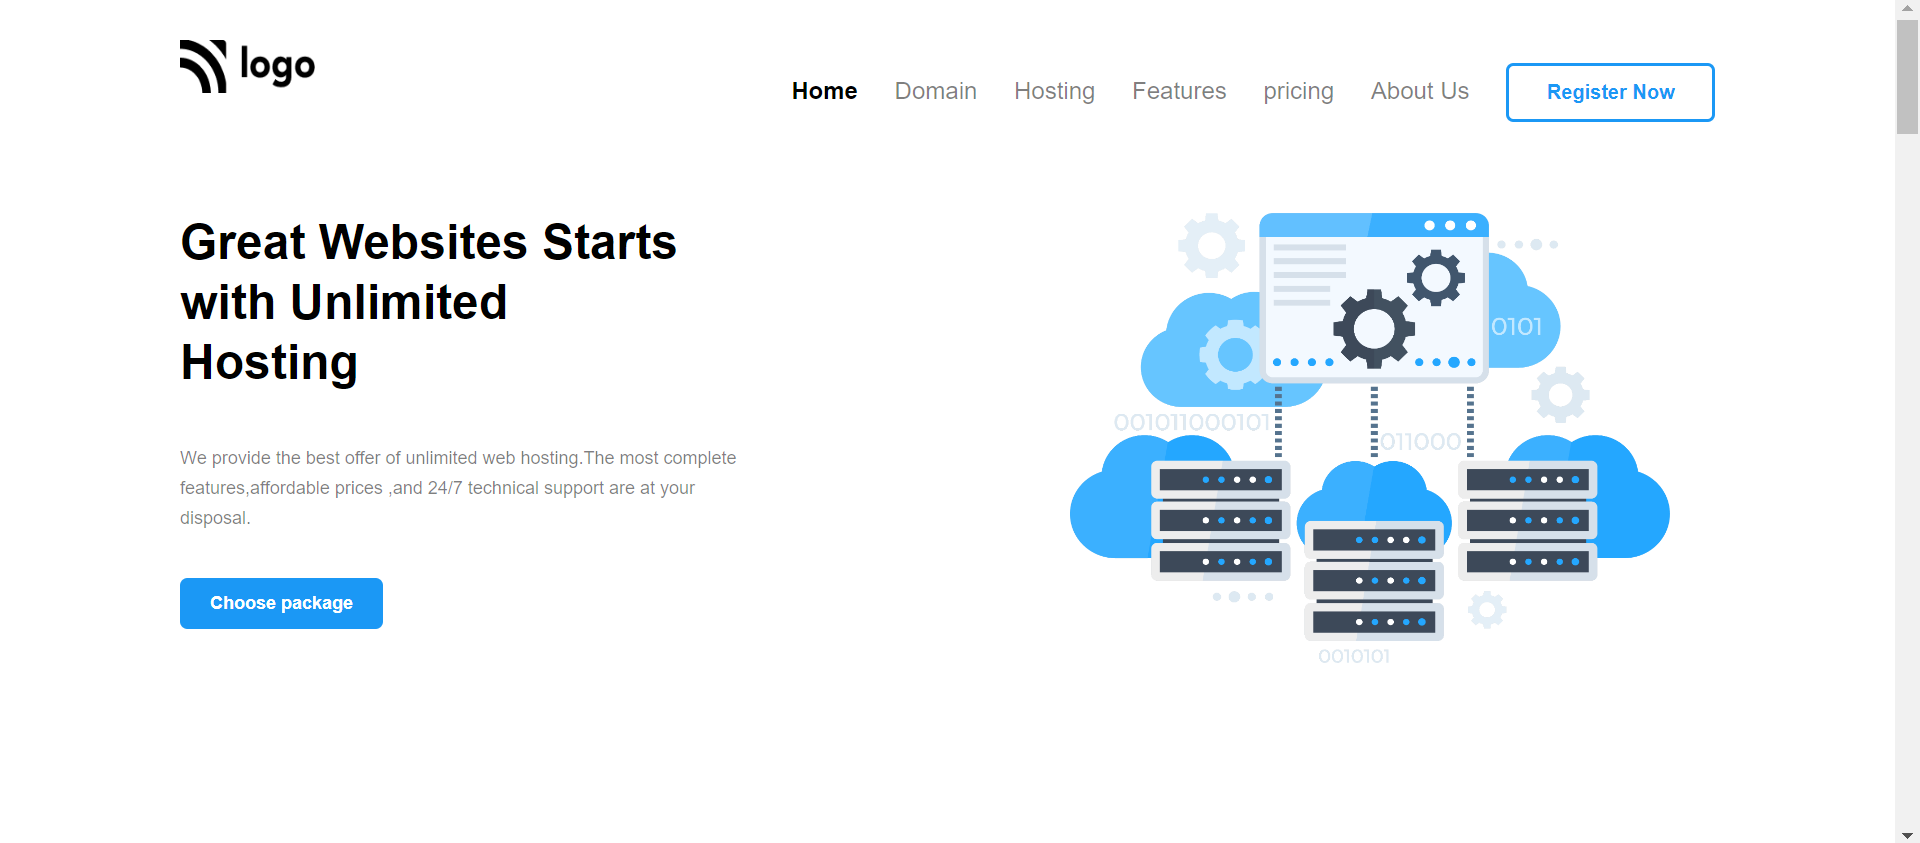 logo
Home Domain Hosting Features pricing About Us Register Now
Great Websites Starts
with Unlimited
Hosting
We provide the best offer of unlimited web hosting.The most complete
features,affordable prices ,and 24/7 technical support are at your
disposal.
Choose package
0101
001011000101
011000
0010101